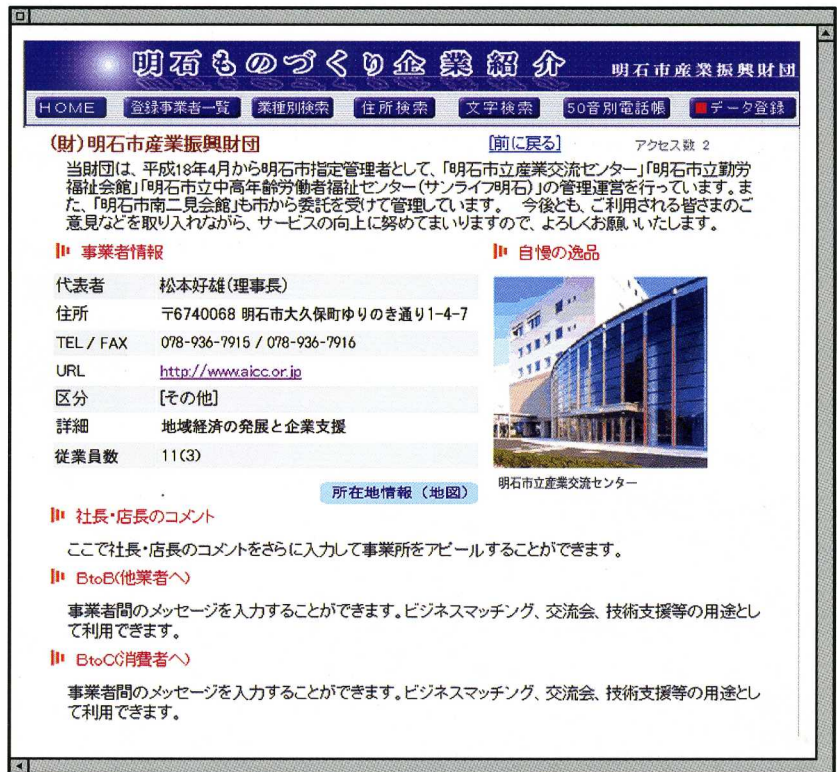 明石ものづくり企業紹介 明石市産業振興財団
HOME 登録事業者一覧 業種別検索 住所検索 文字検索 50音別電話帳 データ登録
(財)明石市産業振興財団 [前に戻る] アクセス数 2
当財団は、平成18年4月から明石市指定管理者として、「明石市立産業交流センター」「明石市立勤労
福祉会館」「明石市立中高年齢労働者福祉センター(サンライフ明石)」の管理運営を行っています。ま
た、「明石市南二見会館」も市から委託を受けて管理しています。 今後とも、ご利用される皆さまのご
意見などを取り入れながら、サービスの向上に努めてまいりますので、よろしくお願いいたします。
事業者情報
代表者 松本好雄(理事長)
住所 〒6740068 明石市大久保町ゆりのき通り1-4-7
TEL / FAX 078-936-7915 / 078-936-7916
URL http://www.aicc.or.jp
区分 [その他]
詳細 地域経済の発展と企業支援
従業員数 11(3)
所在地情報(地図)
自慢の逸品
明石市立産業交流センター
社長・店長のコメント
ここで社長・店長のコメントをさらに入力して事業所をアピールすることができます。
BtoB(他業者へ)
事業者間のメッセージを入力することができます。ビジネスマッチング、交流会、技術支援等の用途とし
て利用できます。
BtoC(消費者へ)
事業者間のメッセージを入力することができます。ビジネスマッチング、交流会、技術支援等の用途とし
て利用できます。